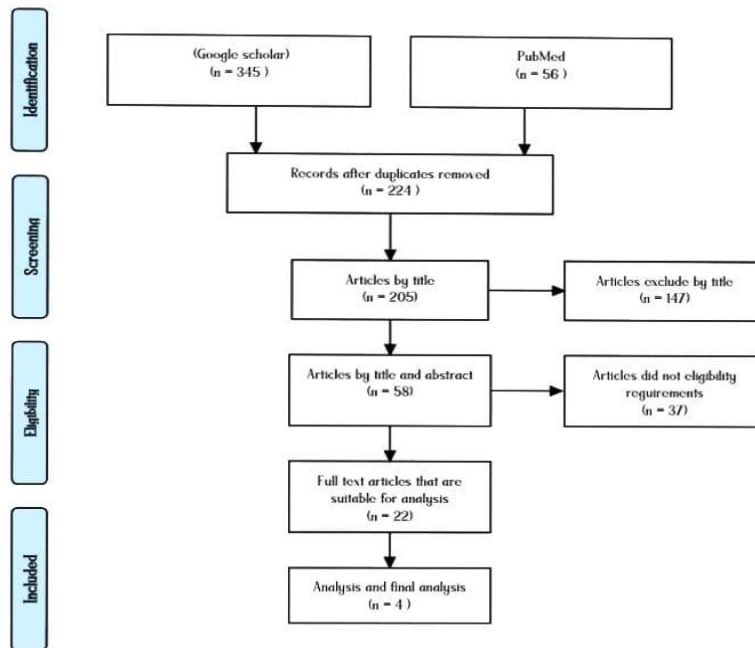 Identification
(Google scholar)
(n = 345 )
PubMed
(n = 56 )
Records after duplicates removed
(n = 224 )
Screening
Articles by title
(n = 205)
Articles exclude by title
(n = 147)
Eligibility
Articles by title and abstract
(n = 58)
Articles did not eligibility
requirements
(n = 37)
Full text articles that are
suitable for analysis
(n = 22)
Included
Analysis and final analysis
(n = 4 )